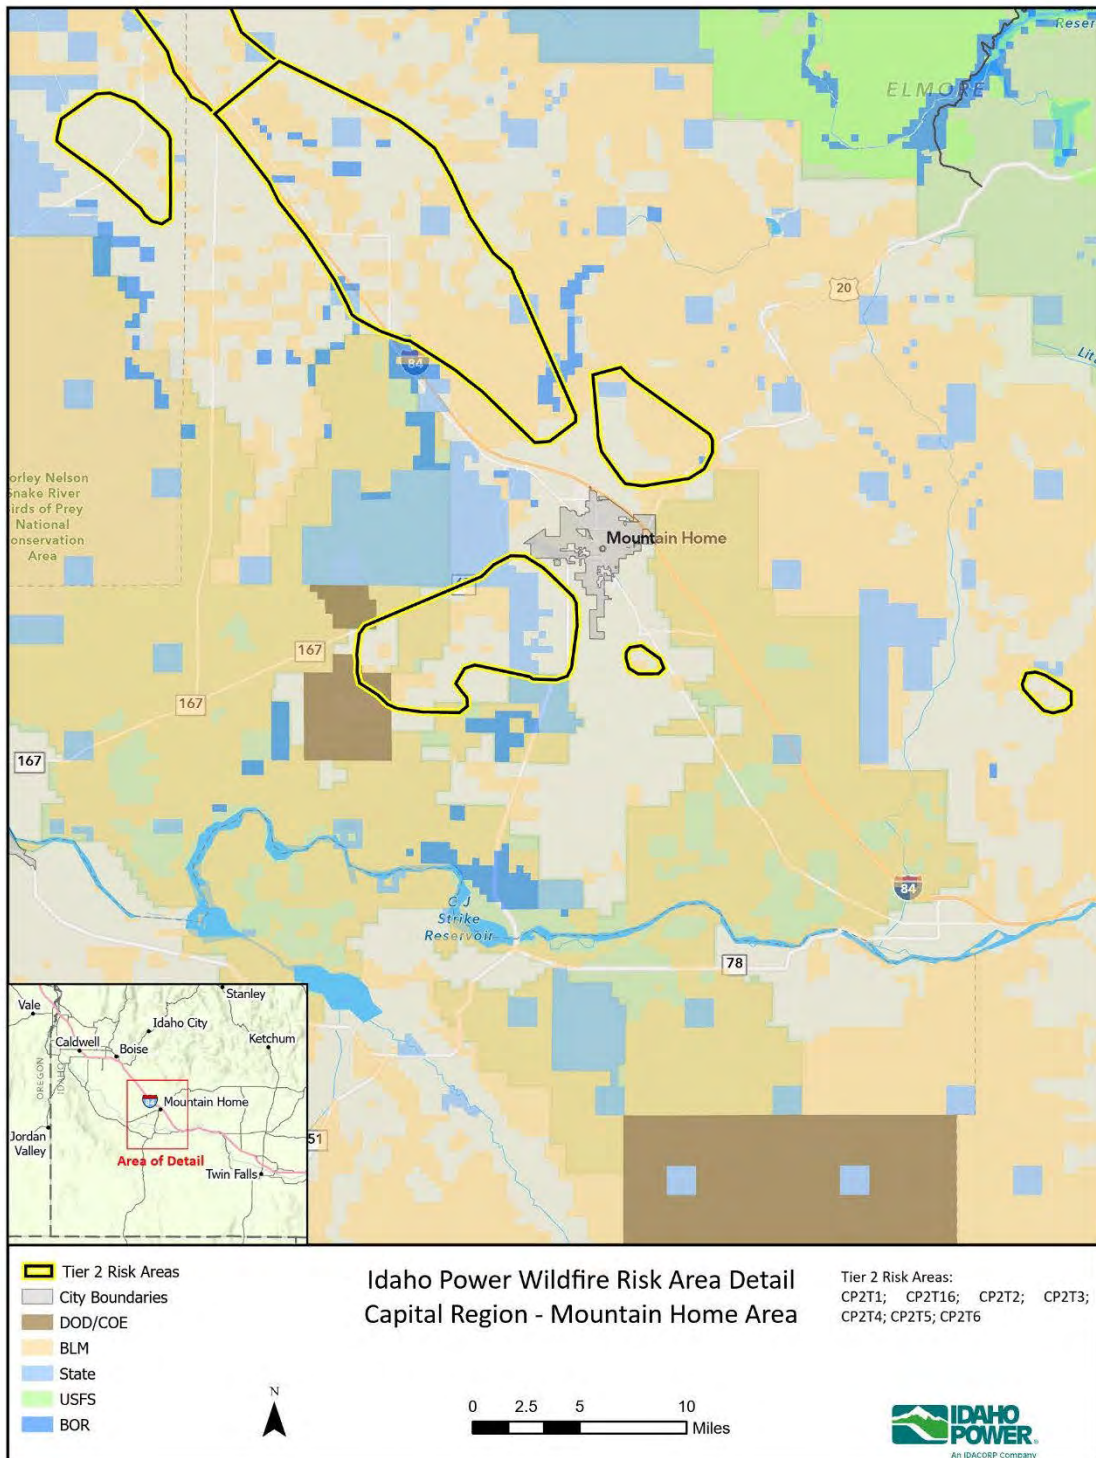 Reser
ELMORE
20
84
Lit
orley Nelson
Snake River
Birds of Prey
National
Conservation
Area
Mountain Home
167
167
167
84
C J
Strike
Reservoir
78
51
Stanley
Vale
Idaho City
Caldwell
Boise
Ketchum
OREGON
IDAHO
Mountain Home
Jordan
Valley
Area of Detail
Twin Falls
Tier 2 Risk Areas
City Boundaries
DOD/COE
BLM
State
USFS
BOR
Idaho Power Wildfire Risk Area Detail
Capital Region - Mountain Home Area
Tier 2 Risk Areas:
CP2T1; CP2T16; CP2T2; CP2T3;
CP2T4; CP2T5; CP2T6
N
0 2.5 5 10
Miles
IDAHO
POWER®
An IDACORP Company